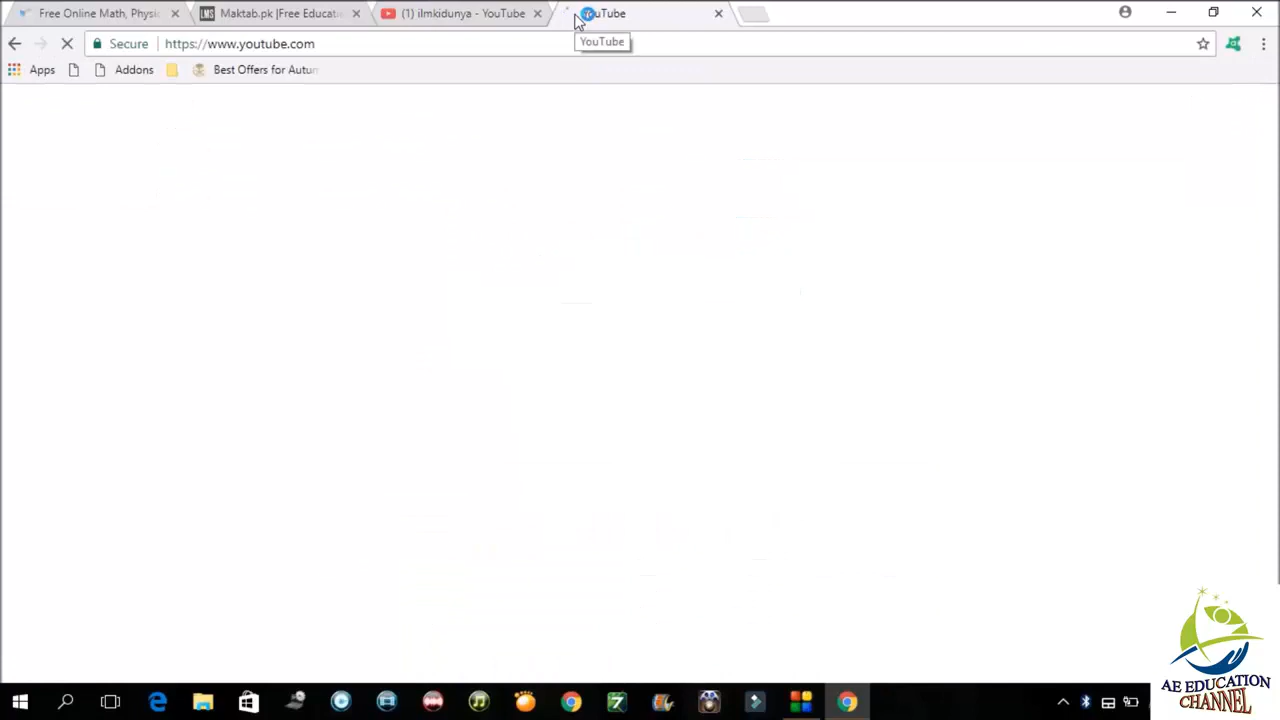 Free Online Math, Physic
Maktab.pk |Free Educati
(1) ilmkidunya - YouTube
YouTube
Secure
https://www.youtube.com
YouTube
Apps
Addons
Best Offers for Autum
AE EDUCATION
CHANNEL